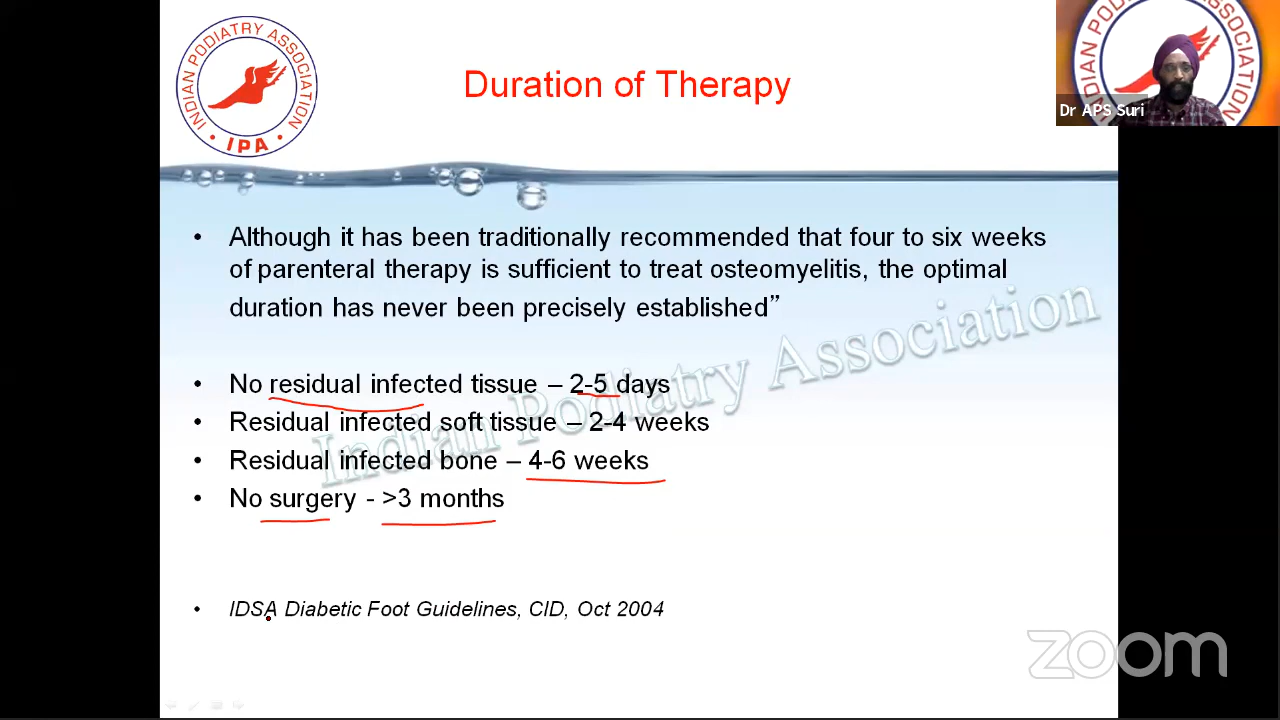 INDIAN PODIATRY ASSOCIATION
IPA
Duration of Therapy
Dr APS Suri
• Although it has been traditionally recommended that four to six weeks
of parenteral therapy is sufficient to treat osteomyelitis, the optimal
duration has never been precisely established”
• No residual infected tissue – 2-5 days
• Residual infected soft tissue – 2-4 weeks
• Residual infected bone – 4-6 weeks
• No surgery - >3 months
Indian Podiatry Association
• IDSA Diabetic Foot Guidelines, CID, Oct 2004
zoom